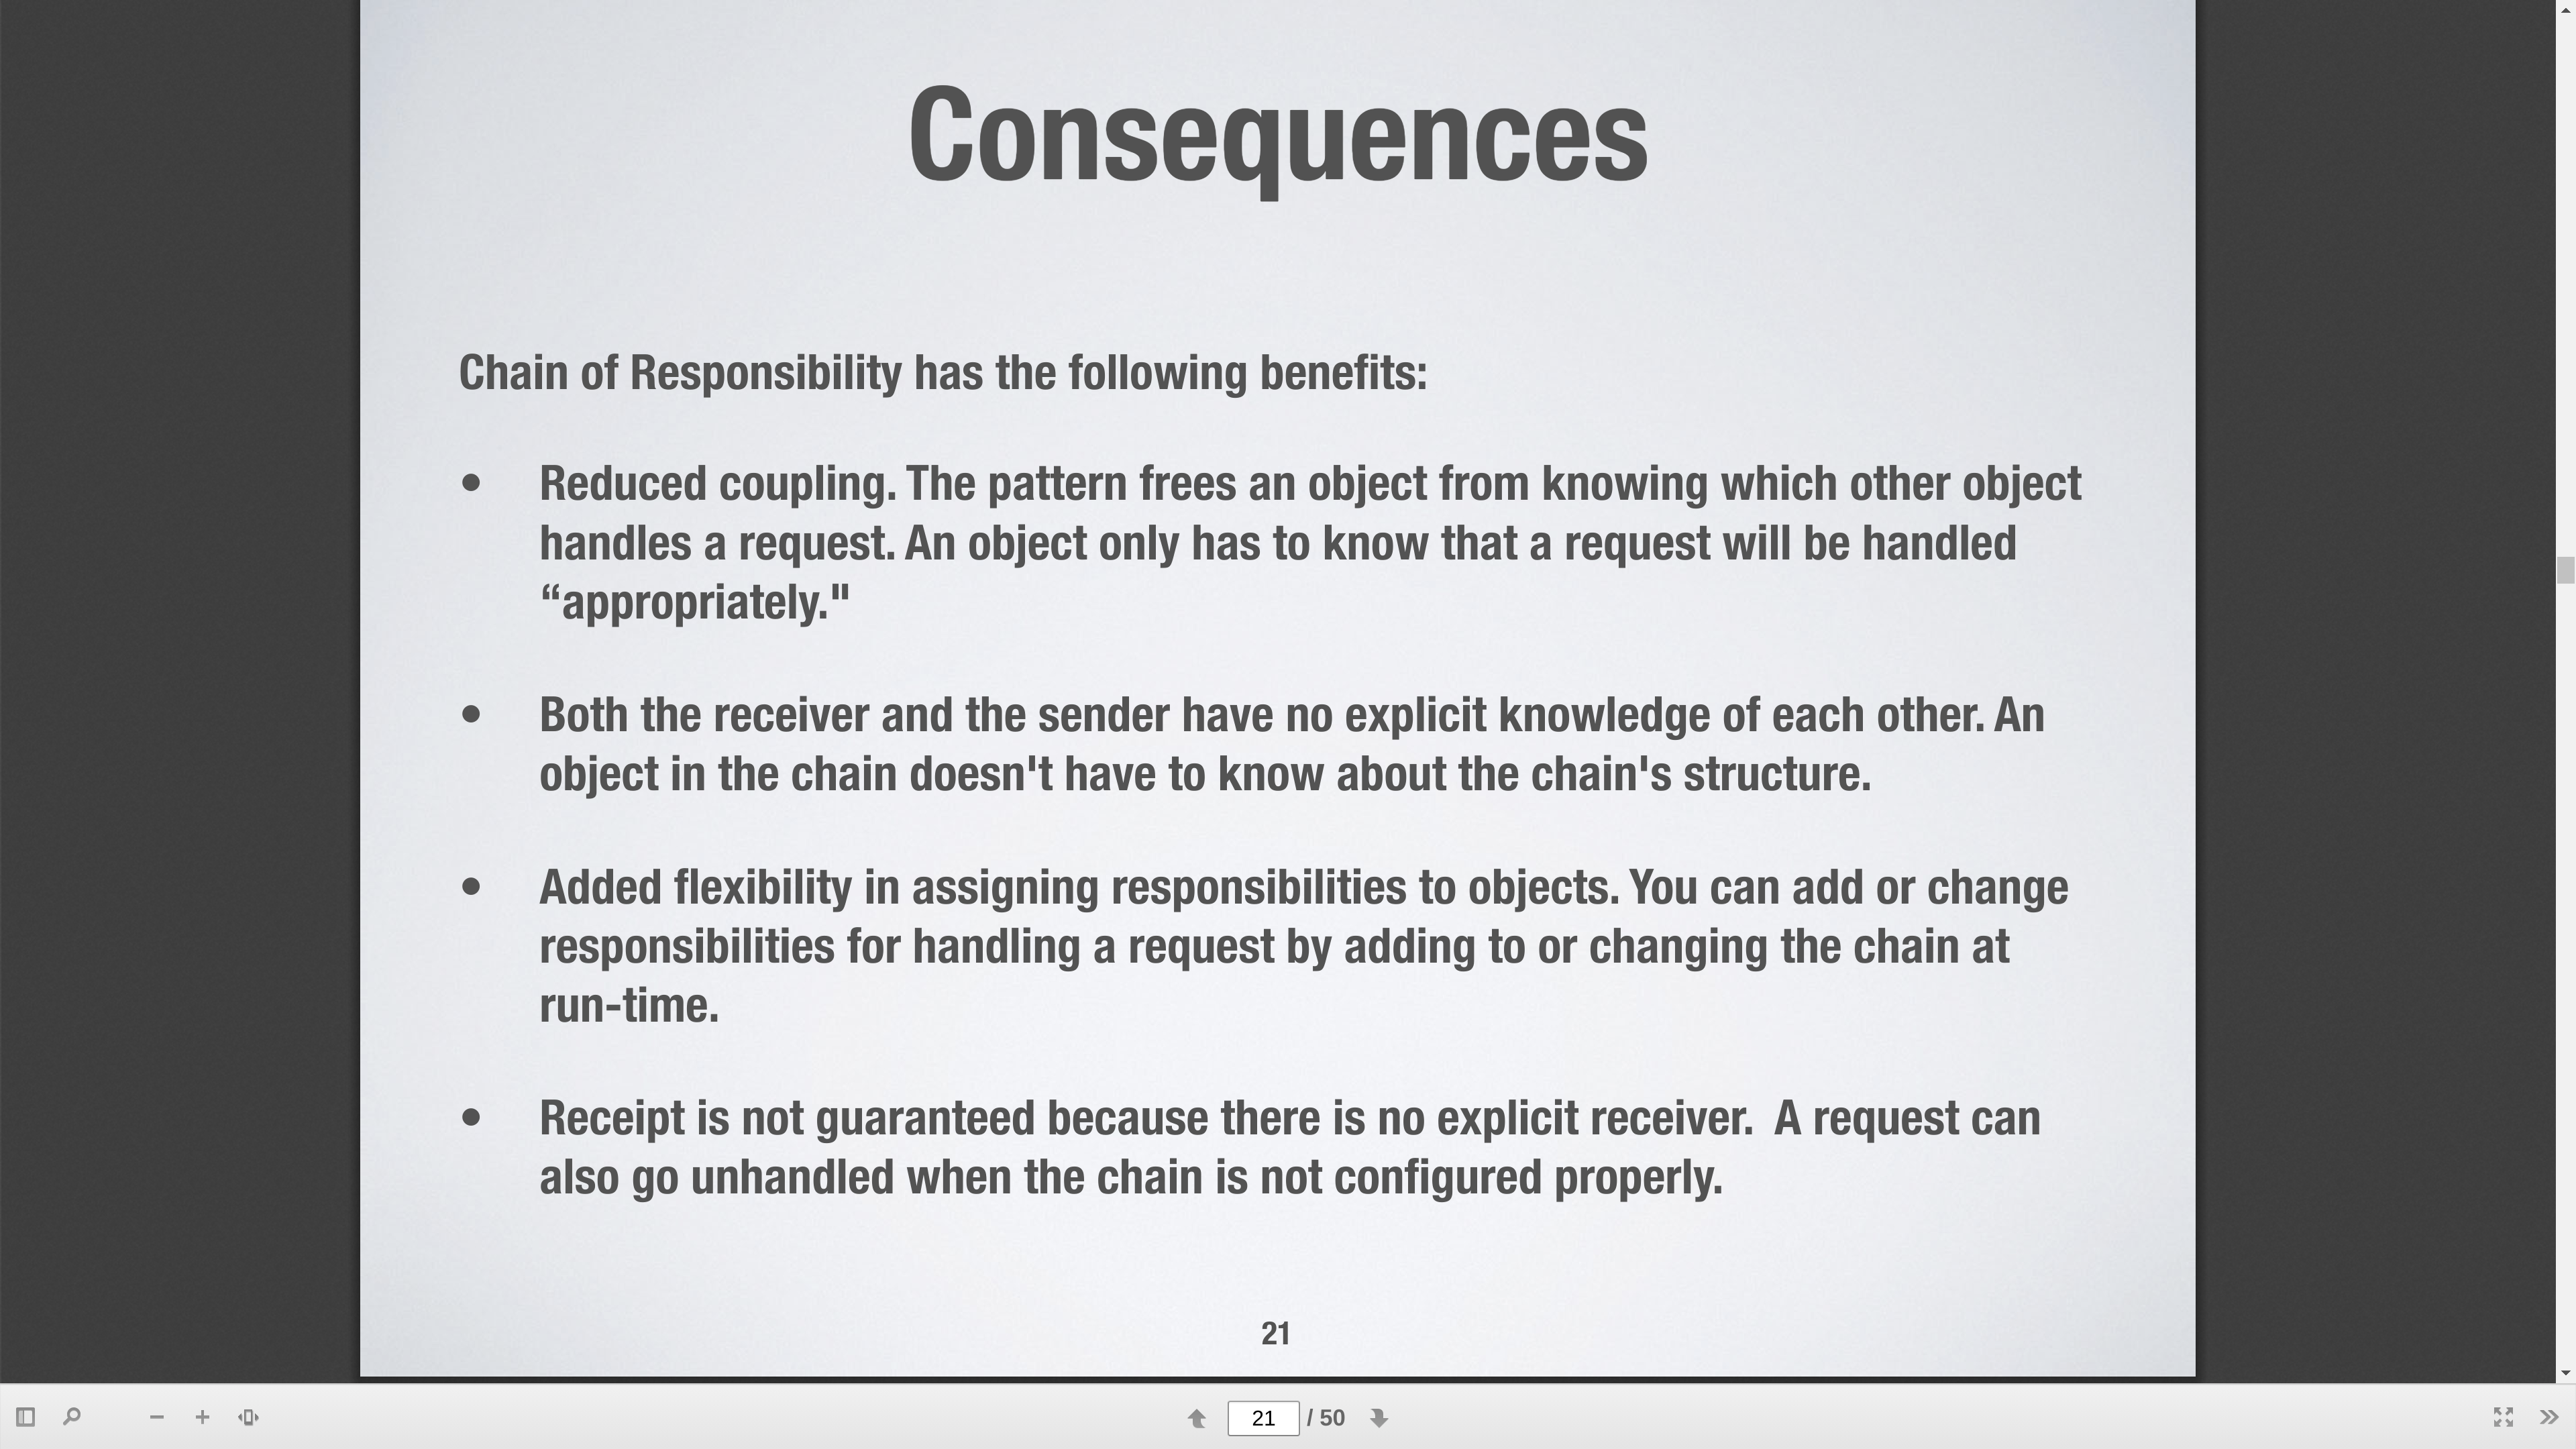 Consequences
Chain of Responsibility has the following benefits:
• Reduced coupling. The pattern frees an object from knowing which other object
handles a request. An object only has to know that a request will be handled
“appropriately."
• Both the receiver and the sender have no explicit knowledge of each other. An
object in the chain doesn't have to know about the chain's structure.
• Added flexibility in assigning responsibilities to objects. You can add or change
responsibilities for handling a request by adding to or changing the chain at
run-time.
• Receipt is not guaranteed because there is no explicit receiver.  A request can
also go unhandled when the chain is not configured properly.
21
21 / 50